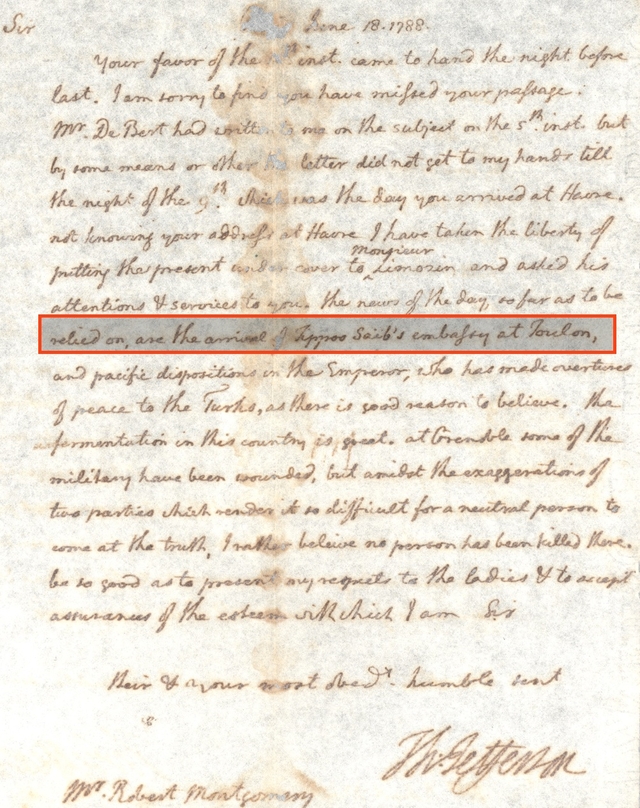 Sir
June 18. 1788.
Your favor of the inst. came to hand the night before
last. I am sorry to find you have missed your passage.
Mr. De Bert had written to me on the subject on the 5th. inst. but
by some means or other the letter did not get to my hands till
the night of the 9th. which was the day you arrived at Havre.
not knowing your address at Havre I have taken the liberty of
putting the present under cover to monsieur Limozin and asked his
attentions & services to you. the news of the day, so far as to be
relied on, are the arrival of Tippoo Saib's embassy at Toulon,
and pacific dispositions in the Emperor, who has made overtures
of peace to the Turks, as there is good reason to believe. the
fermentation in this country is great. at Grenoble some of the
military have been wounded, but amidst the exaggerations of
two parties which render it so difficult for a neutral person to
come at the truth, I rather beleive no person has been killed there.
be so good as to present my respects to the ladies & to accept
assurances of the esteem with which I am Sir
their & your most obedt. humble servt
Th: Jefferson
Mr. Robert Montgomery